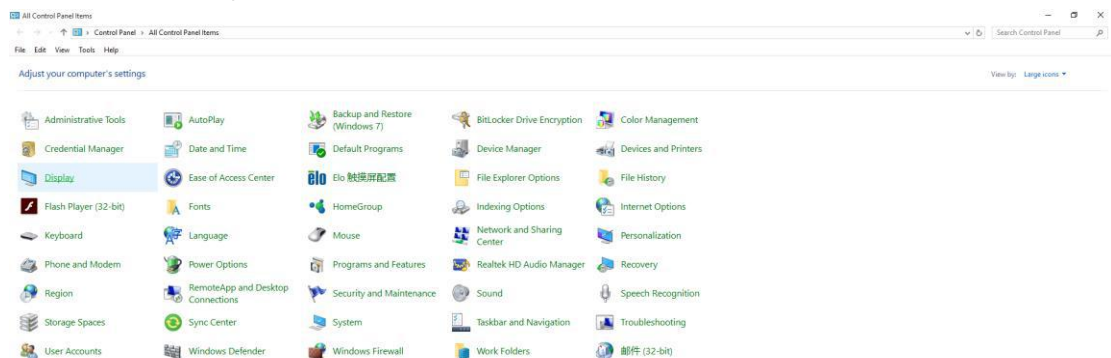 All Control Panel Items
Control Panel > All Control Panel Items
Search Control Panel
File Edit View Tools Help
Adjust your computer's settings
View by: Large icons
Administrative Tools
AutoPlay
Backup and Restore
(Windows 7)
BitLocker Drive Encryption
Color Management
Credential Manager
Date and Time
Default Programs
Device Manager
Devices and Printers
Display
Ease of Access Center
elo
Elo 触摸屏配置
File Explorer Options
File History
Flash Player (32-bit)
Fonts
HomeGroup
Indexing Options
Internet Options
Keyboard
Language
Mouse
Network and Sharing
Center
Personalization
Phone and Modem
Power Options
Programs and Features
Realtek HD Audio Manager
Recovery
Region
RemoteApp and Desktop
Connections
Security and Maintenance
Sound
Speech Recognition
Storage Spaces
Sync Center
System
Taskbar and Navigation
Troubleshooting
User Accounts
Windows Defender
Windows Firewall
Work Folders
邮件 (32-bit)